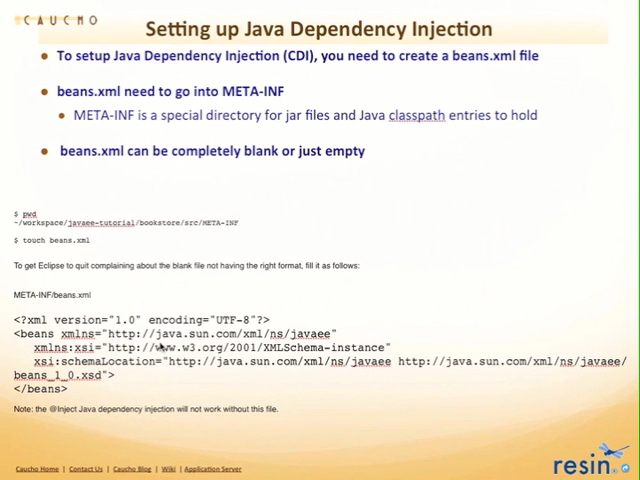 CAUCHO
Setting up Java Dependency Injection
• To setup Java Dependency Injection (CDI), you need to create a beans.xml file
• beans.xml need to go into META-INF
• META-INF is a special directory for jar files and Java classpath entries to hold
• beans.xml can be completely blank or just empty
$ pwd
~/workspace/javaee-tutorial/bookstore/src/META-INF
$ touch beans.xml
To get Eclipse to quit complaining about the blank file not having the right format, fill it as follows:
META-INF/beans.xml
<?xml version="1.0" encoding="UTF-8"?>
<beans xmlns="http://java.sun.com/xml/ns/javaee"
xmlns:xsi="http://www.w3.org/2001/XMLSchema-instance"
xsi:schemaLocation="http://java.sun.com/xml/ns/javaee http://java.sun.com/xml/ns/javaee/
beans_1_0.xsd">
</beans>
Note: the @Inject Java dependency injection will not work without this file.
Caucho Home | Contact Us | Caucho Blog | Wiki | Application Server
resin